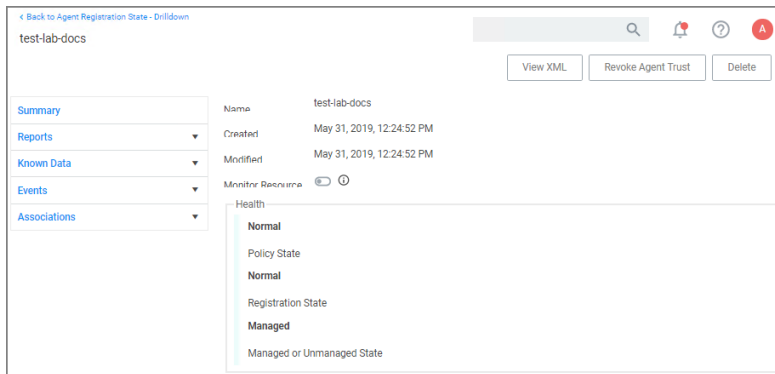 < Back to Agent Registration State - Drilldown
test-lab-docs
A
View XML
Revoke Agent Trust
Delete
Summary
Reports
Known Data
Events
Associations
Name
test-lab-docs
Created
May 31, 2019, 12:24:52 PM
Modified
May 31, 2019, 12:24:52 PM
Monitor Resource
Health
Normal
Policy State
Normal
Registration State
Managed
Managed or Unmanaged State